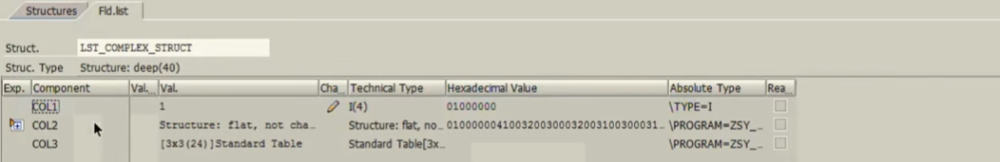 Structures Fld.list
Struct. LST_COMPLEX_STRUCT
Struc. Type Structure: deep(40)
Exp. Component Val... Val. Cha... Technical Type Hexadecimal Value Absolute Type Rea...
COL1 1 I(4) 01000000 \TYPE=I
COL2 Structure: flat, not cha... Structure: flat, no... 0100000041003200300032003100300031... \PROGRAM=ZSY_...
COL3 [3x3(24)]Standard Table Standard Table[3x... \PROGRAM=ZSY_...